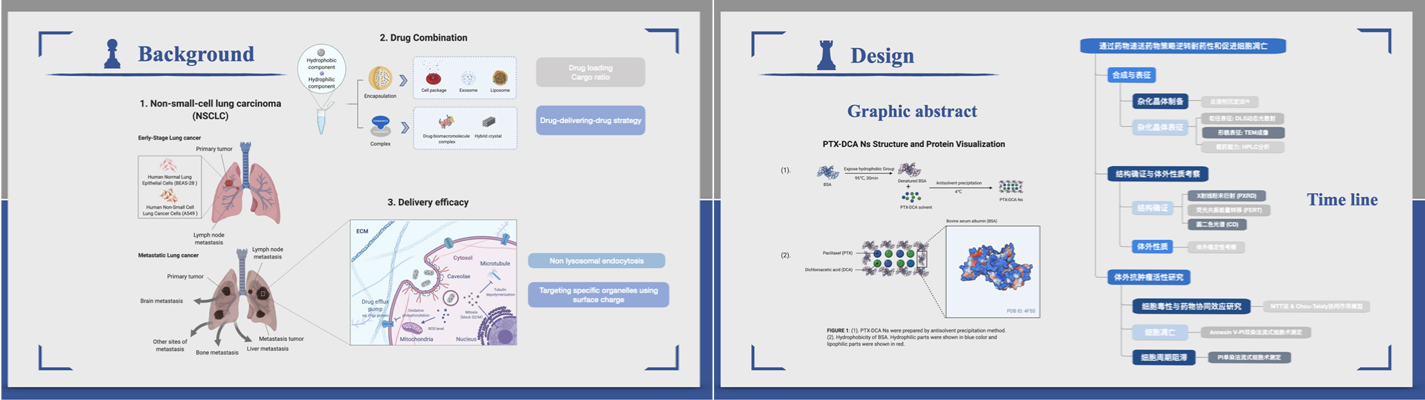 Background
1. Non-small-cell lung carcinoma
(NSCLC)
Early-Stage Lung cancer
Primary tumor
Human Normal Lung
Epithelial Cells (BEAS-2B )
Human Non-Small Cell
Lung Cancer Cells (A549 )
Lymph node
metastasis
Metastatic Lung cancer
Lymph node
metastasis
Primary tumor
Brain metastasis
Other sites of
metastasis
Bone metastasis
Liver metastasis
Metastasis tumor
2. Drug Combination
Hydrophobic
component
Hydrophilic
component
Encapsulation
Cell package
Exosome
Liposome
Complex
Drug-biomacromolecule
complex
Hybrid crystal
Drug loading
Cargo ratio
Drug-delivering-drug strategy
3. Delivery efficacy
ECM
Cytosol
Microtubule
Caveolae
Tubulin
depolymerization
Drug efflux
pump
Oxidative
phosphorylation
Mitosis
(block G2/M)
ROS level
Mitochondria
Nucleus
Non lysosomal endocytosis
Targeting specific organelles using
surface charge
Design
Graphic abstract
PTX-DCA Ns Structure and Protein Visualization
(1).
BSA
Expose hydrophobic Group
95°C, 30min
Denatured BSA
+
PTX-DCA solvent
Antisolvent precipitation
4°C
PTX-DCA Ns
(2).
Paclitaxel (PTX)
Dichloroacetic (DCA)
Bovine serum albumin (BSA)
PDB ID: 4F5S
FIGURE 1: (1). PTX-DCA Ns were prepared by antisolvent precipitation method.
(2). Hydrophobicity of BSA. Hydrophilic parts were shown in blue color and
lipophilic parts were shown in red.
Time line
通过药物递送药物策略逆转耐药性和促进细胞凋亡
合成与表征
杂化晶体制备
杂化晶体表征
粒径表征: DLS动态光散射
形貌表征: TEM成像
载药能力: HPLC分析
结构确证与体外性质考察
结构确证
X射线粉末衍射 (PXRD)
荧光共振能量转移 (FERT)
圆二色光谱 (CD)
体外性质
体外稳定性考察
体外抗肿瘤活性研究
细胞毒性与药物协同效应研究
MTT法 & Chou-Talaly协同作用模型
细胞凋亡
Annexin V-PI双染法流式细胞术测定
细胞周期阻滞
PI单染法流式细胞术测定